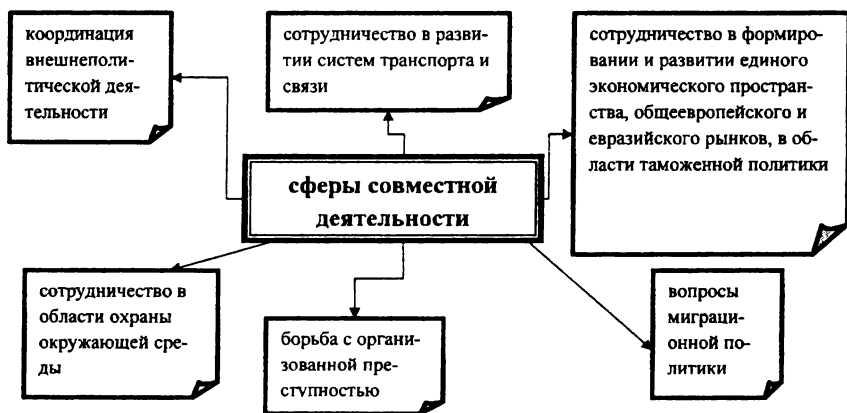 координация
внешнеполи-
тической дея-
тельности
сотрудничество в разви-
тии систем транспорта и
связи
сотрудничество в формиро-
вании и развитии единого
экономического простран-
ства, общеевропейского и
евразийского рынков, в об-
ласти таможенной политики
сферы совместной
деятельности
сотрудничество в
области охраны
окружающей сре-
ды
борьба с органи-
зованной пре-
ступностью
вопросы
миграци-
онной по-
литики